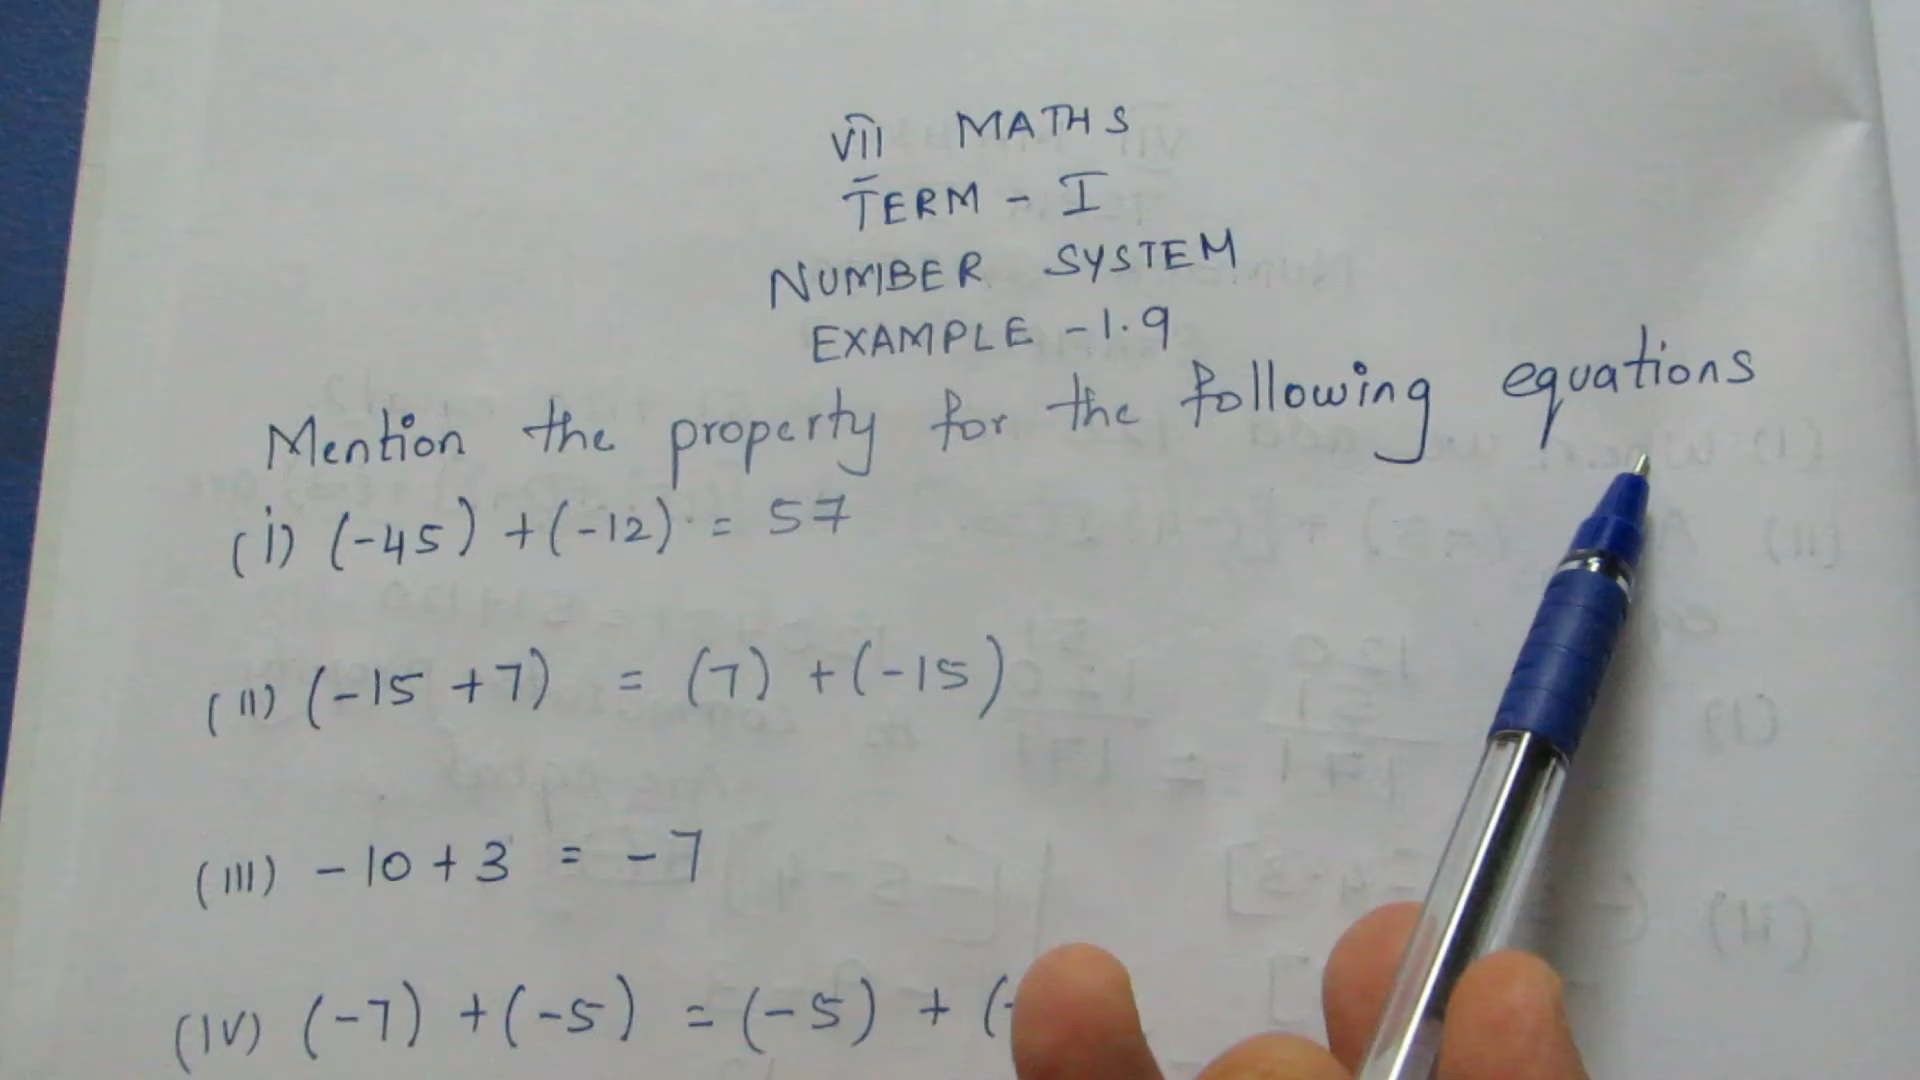 VII MATHS
TERM - I
NUMBER SYSTEM
EXAMPLE - 1.9
Mention the property for the following equations
(i) (-45) + (-12) = 57
(II) (-15 + 7) = (7) + (-15)
(III) - 10 + 3 = - 7
(IV) (-7) + (-5) = (-5) + (-